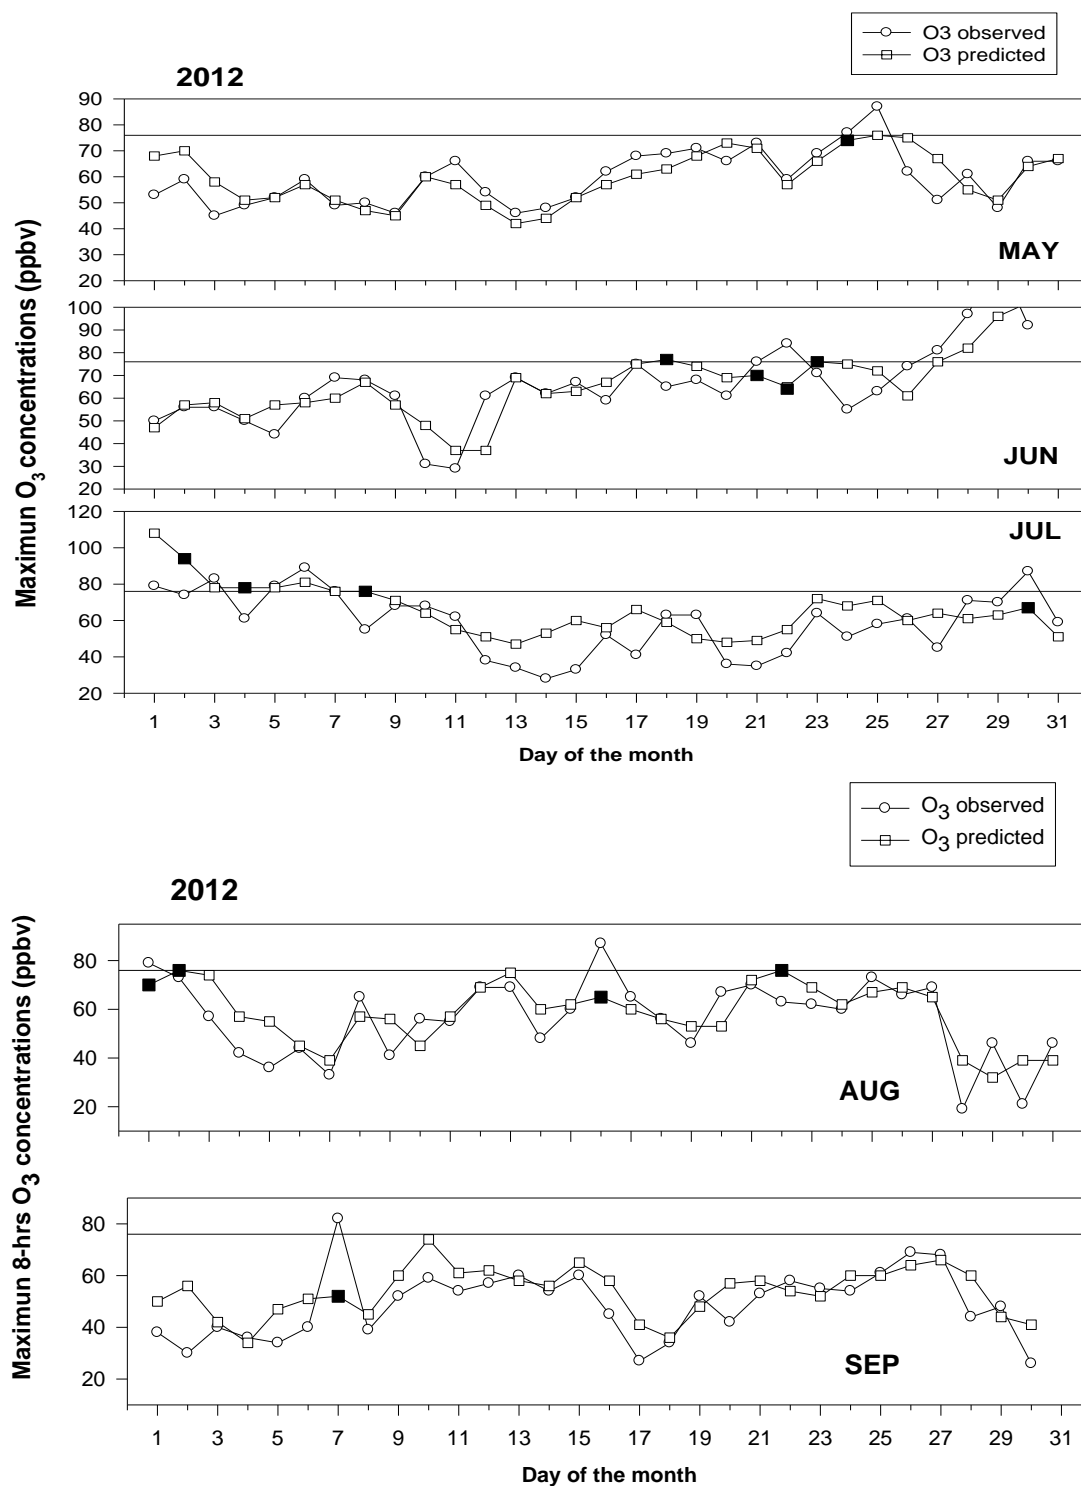 O3 observed
O3 predicted
2012
Maximun O3 concentrations (ppbv)
90
80
70
60
50
40
30
20
MAY
100
90
80
70
60
50
40
30
20
JUN
120
100
80
60
40
20
JUL
1 3 5 7 9 11 13 15 17 19 21 23 25 27 29 31
Day of the month
O3 observed
O3 predicted
2012
Maximun 8-hrs O3 concentrations (ppbv)
80
60
40
20
AUG
80
60
40
20
SEP
1 3 5 7 9 11 13 15 17 19 21 23 25 27 29 31
Day of the month